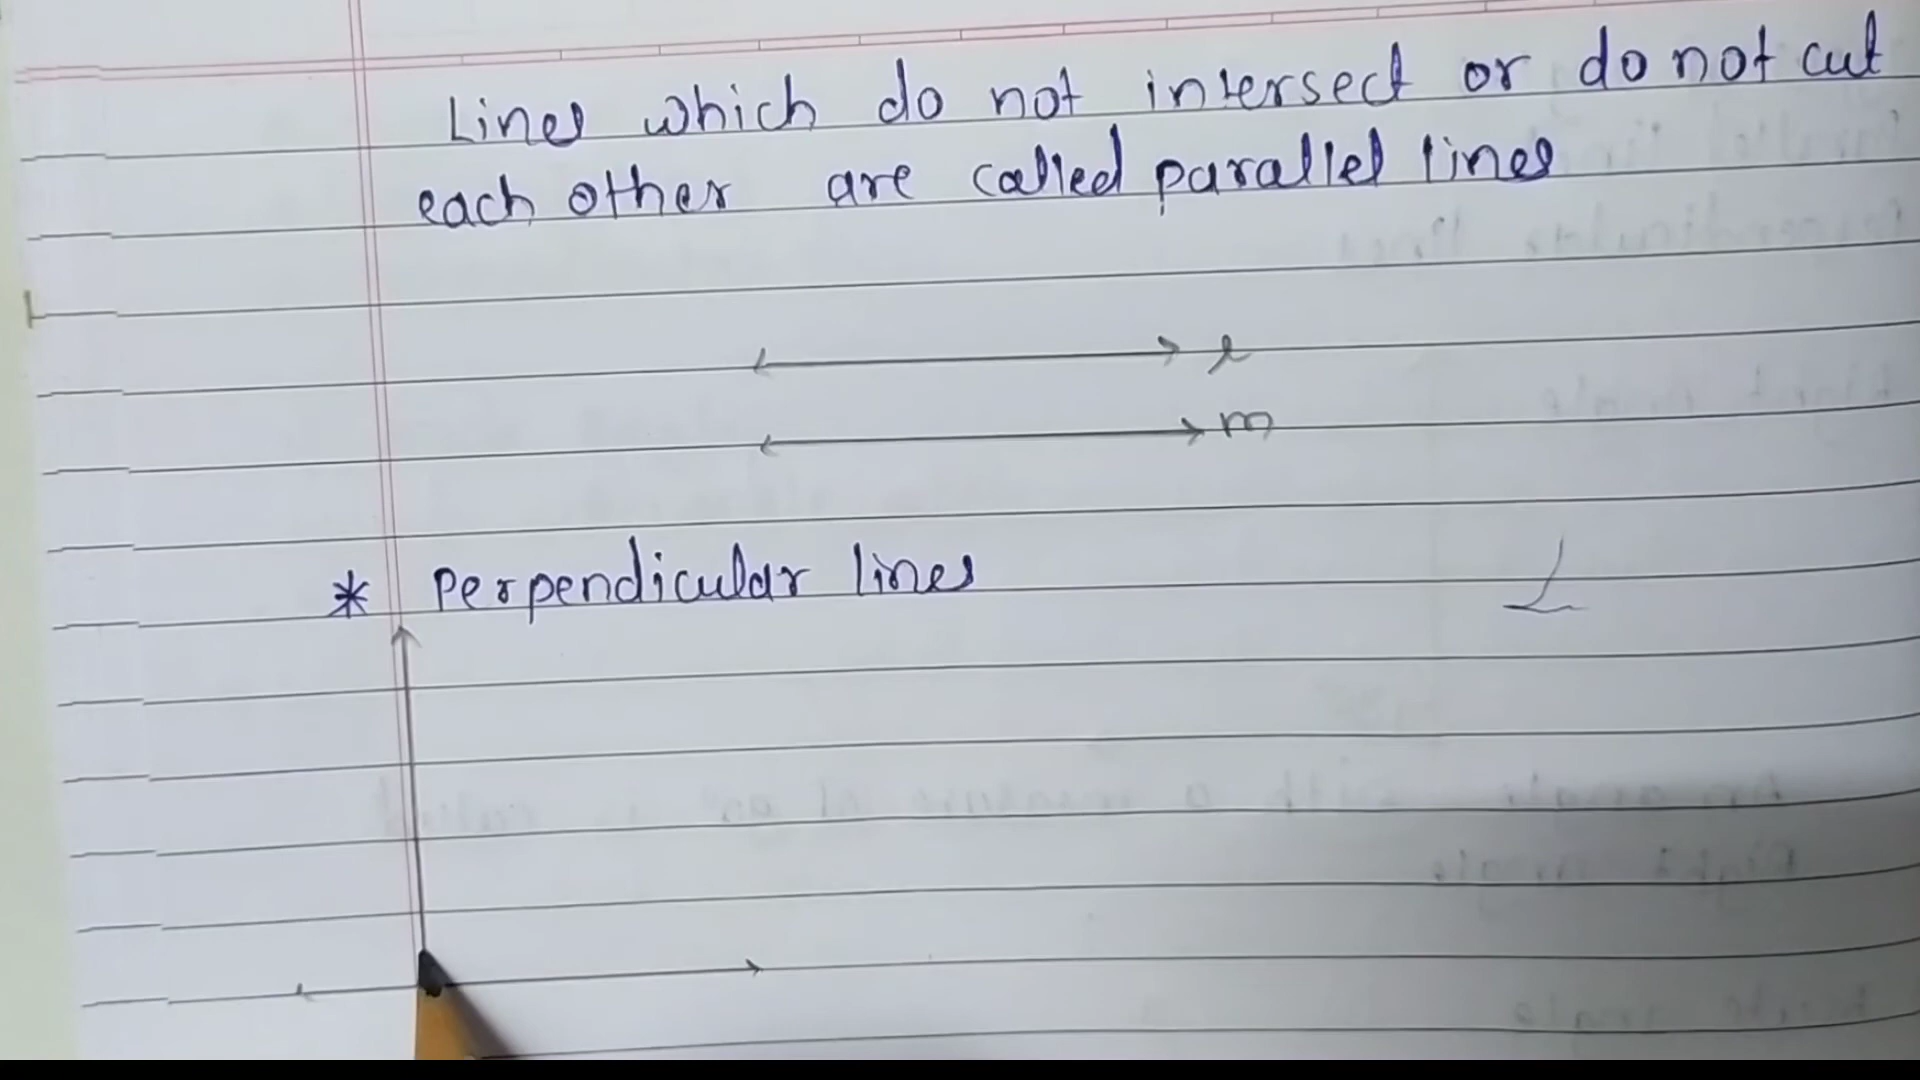 Lines which do not intersect or do not cut
each other are called parallel lines
l
m
* Perpendicular lines